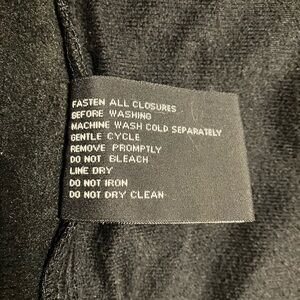 FASTEN ALL CLOSURES
BEFORE WASHING
MACHINE WASH COLD SEPARATELY
GENTLE CYCLE
REMOVE PROMPTLY
DO NOT BLEACH
LINE DRY
DO NOT IRON
DO NOT DRY CLEAN